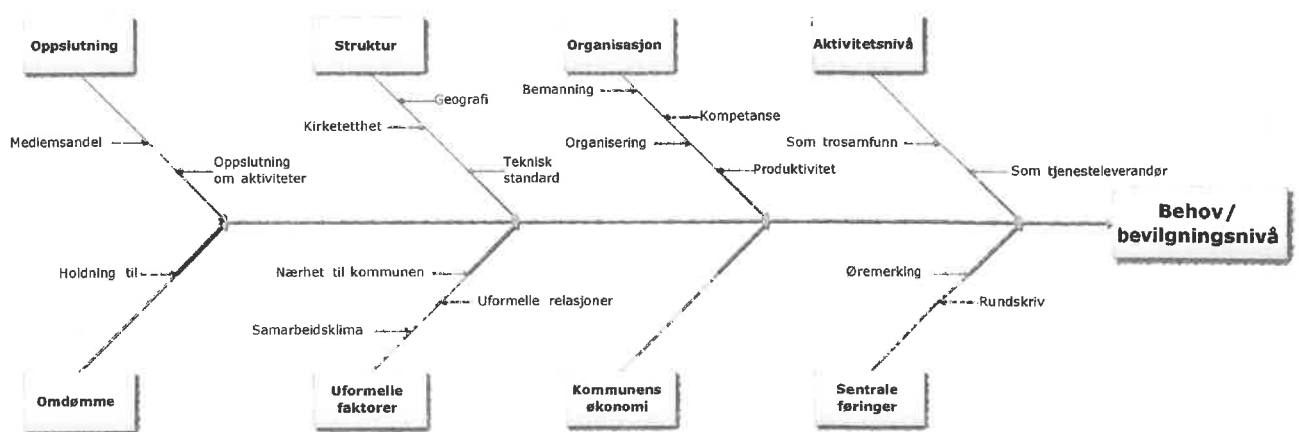 Oppslutning
Struktur
Organisasjon
Aktivitetsnivå
Bemanning
Geografi
Kompetanse
Kirketetthet
Medlemsandel
Organisering
Som trosamfunn
Oppslutning
om aktiviteter
Teknisk
standard
Produktivitet
Som tjenesteleverandør
Behov/
bevilgningsnivå
Holdning til
Nærhet til kommunen
Øremerking
Uformelle relasjoner
Rundskriv
Samarbeidsklima
Omdømme
Uformelle
faktorer
Kommunens
økonomi
Sentrale
føringer